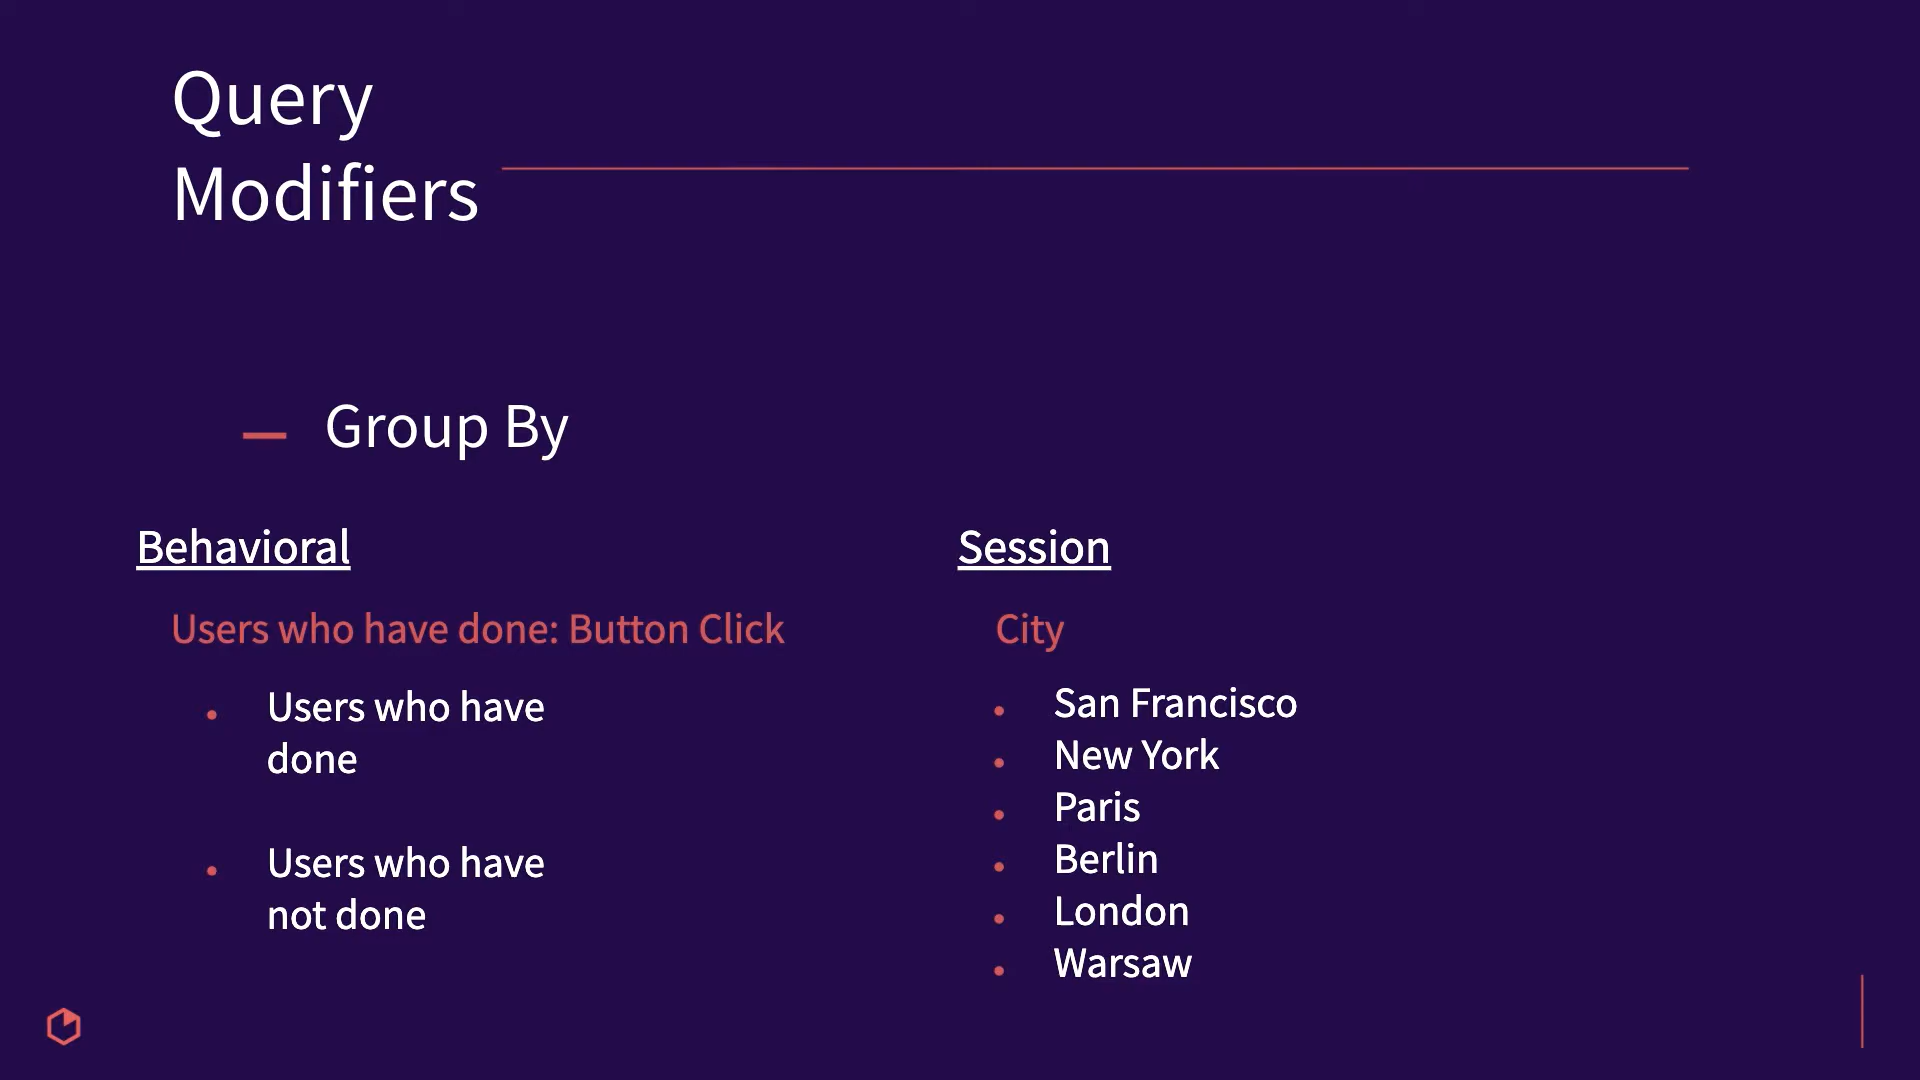 Query
Modifiers
Group By
Behavioral
Users who have done: Button Click
Users who have
done
Users who have
not done
Session
City
San Francisco
New York
Paris
Berlin
London
Warsaw